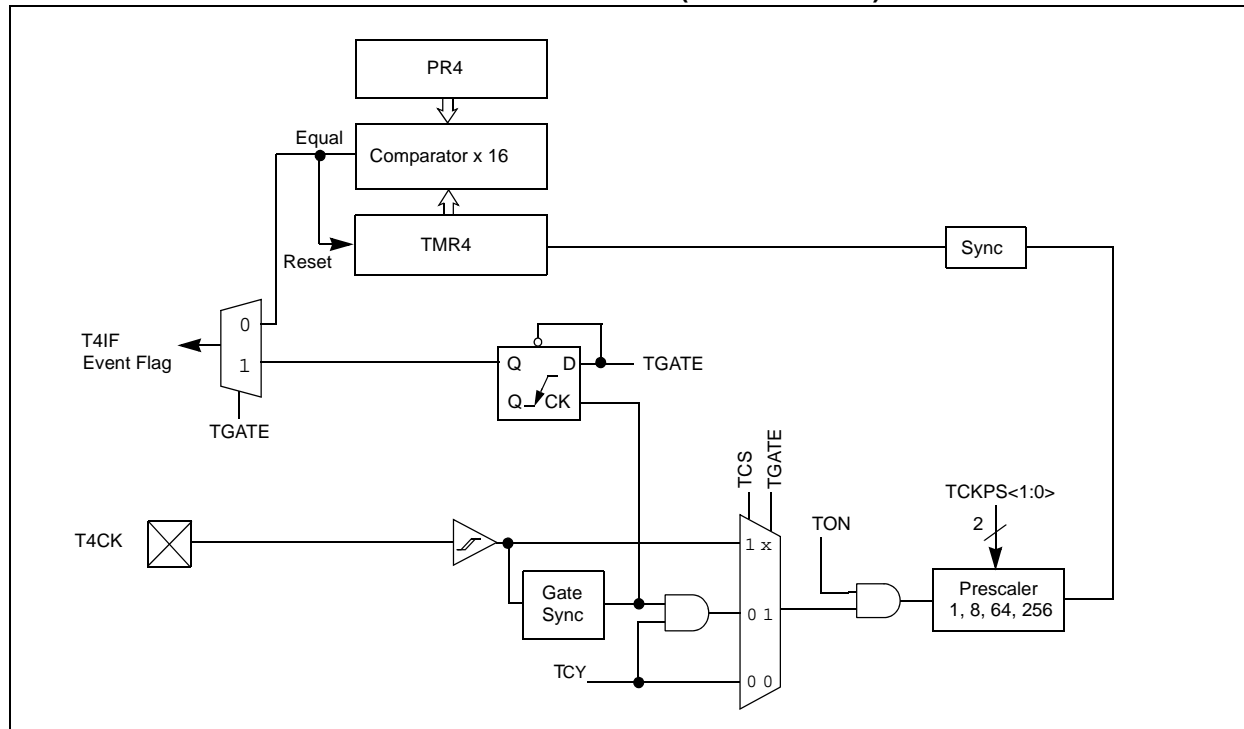 PR4
Equal
Comparator x 16
TMR4
Reset
Sync
0
1
T4IF
Event Flag
TGATE
Q
D
Q
CK
TGATE
TCS
TGATE
T4CK
1 x
Gate
Sync
0 1
TCY
0 0
TON
TCKPS<1:0>
2
Prescaler
1, 8, 64, 256